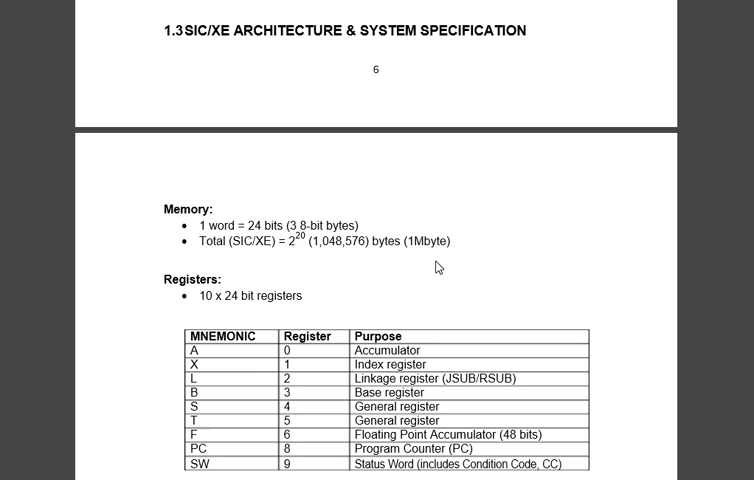 1.3 SIC/XE ARCHITECTURE & SYSTEM SPECIFICATION
6
Memory:
• 1 word = 24 bits (3 8-bit bytes)
• Total (SIC/XE) = 2^20 (1,048,576) bytes (1Mbyte)
Registers:
• 10 x 24 bit registers
MNEMONIC Register Purpose
A 0 Accumulator
X 1 Index register
L 2 Linkage register (JSUB/RSUB)
B 3 Base register
S 4 General register
T 5 General register
F 6 Floating Point Accumulator (48 bits)
PC 8 Program Counter (PC)
SW 9 Status Word (includes Condition Code, CC)